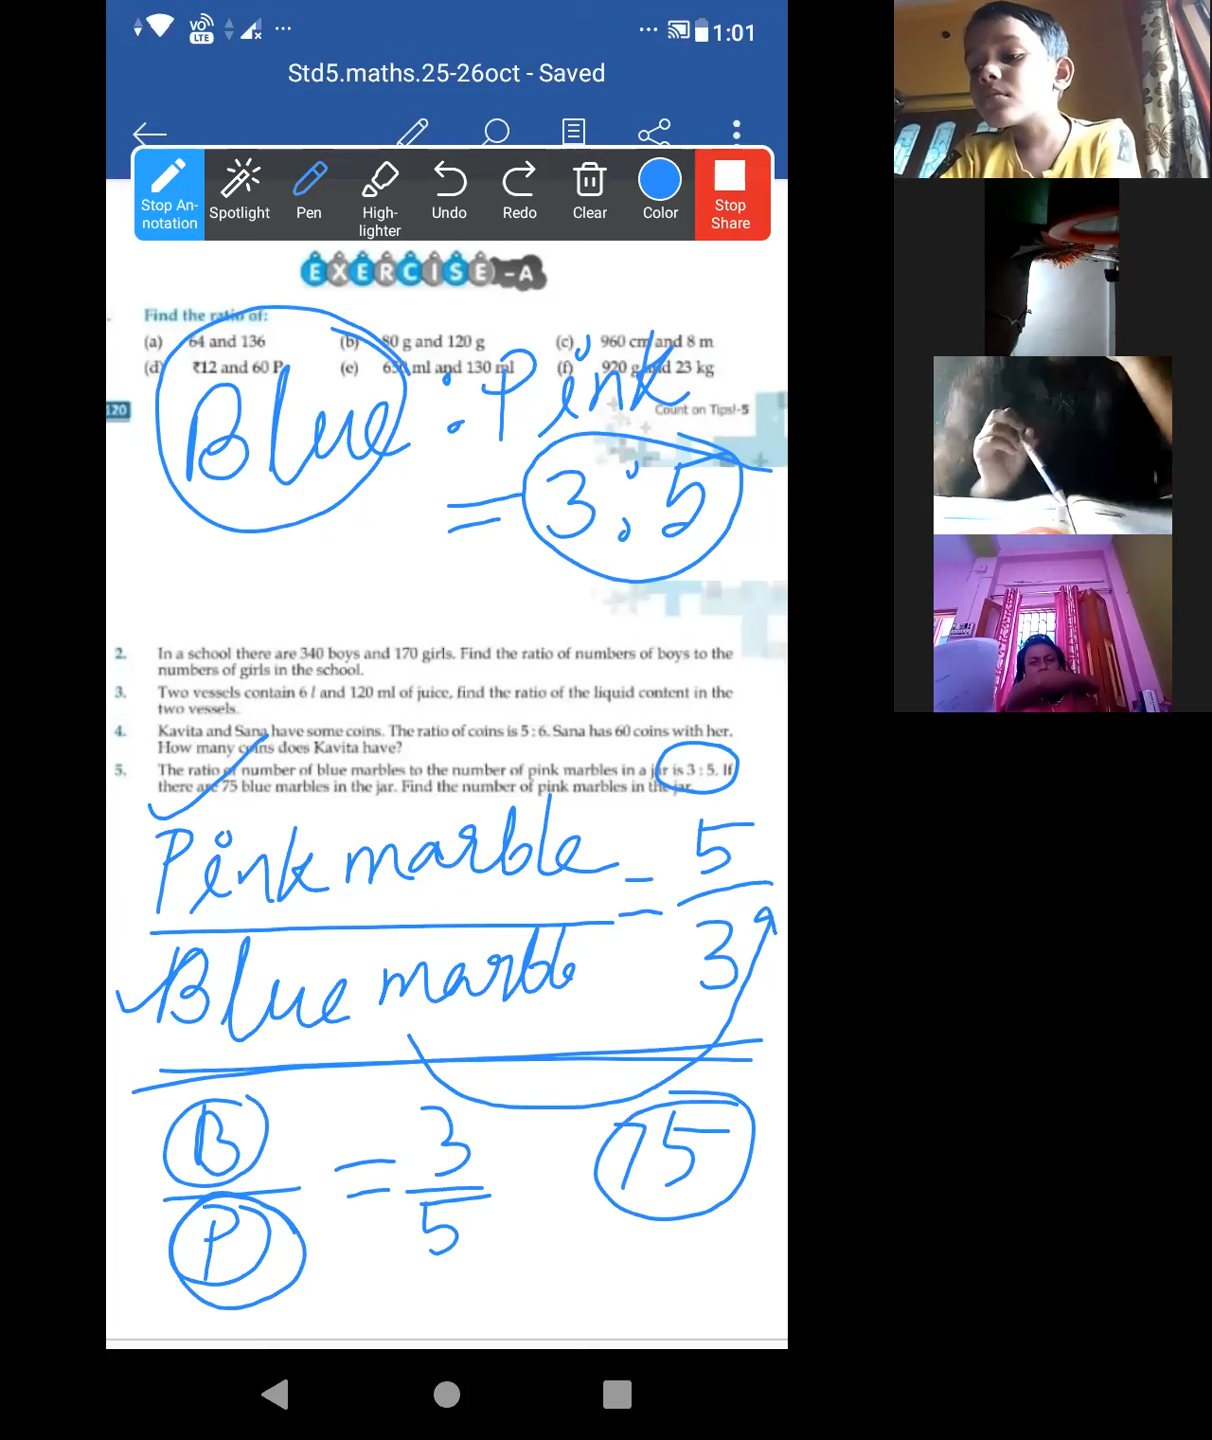 VO LTE
1:01
Std5.maths.25-26oct - Saved
Stop An-notation Spotlight Pen High-lighter Undo Redo Clear Color Stop Share
EXERCISE-A
Find the ratio of:
(a) 64 and 136 (b) 80 g and 120 g (c) 960 cm and 8 m
(d) ₹12 and 60 P (e) ml and 130 ml (f) 920 g and 23 kg
120
Count on Tips!-5
Blue : Pink
= 3 : 5
2. In a school there are 340 boys and 170 girls. Find the ratio of numbers of boys to the
numbers of girls in the school.
3. Two vessels contain 6 l and 120 ml of juice, find the ratio of the liquid content in the
two vessels.
4. Kavita and Sana have some coins. The ratio of coins is 5 : 6. Sana has 60 coins with her.
How many coins does Kavita have?
5. The ratio of number of blue marbles to the number of pink marbles in a jar is 3 : 5. If
there are 75 blue marbles in the jar. Find the number of pink marbles in the jar.
Pink marble = 5
Blue marble 3
B = 3 75
P 5